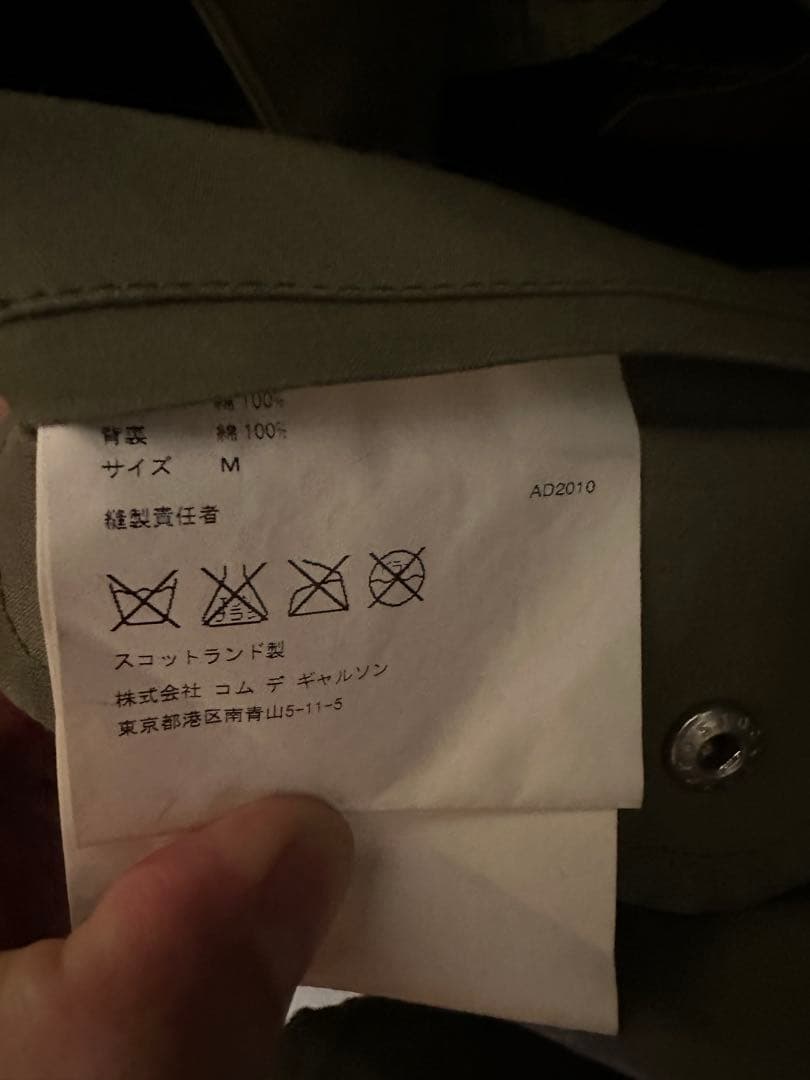 綿 100%
背裏 綿 100%
サイズ M
AD2010
縫製責任者
スコットランド製
株式会社 コム デ ギャルソン
東京都港区南青山5-11-5